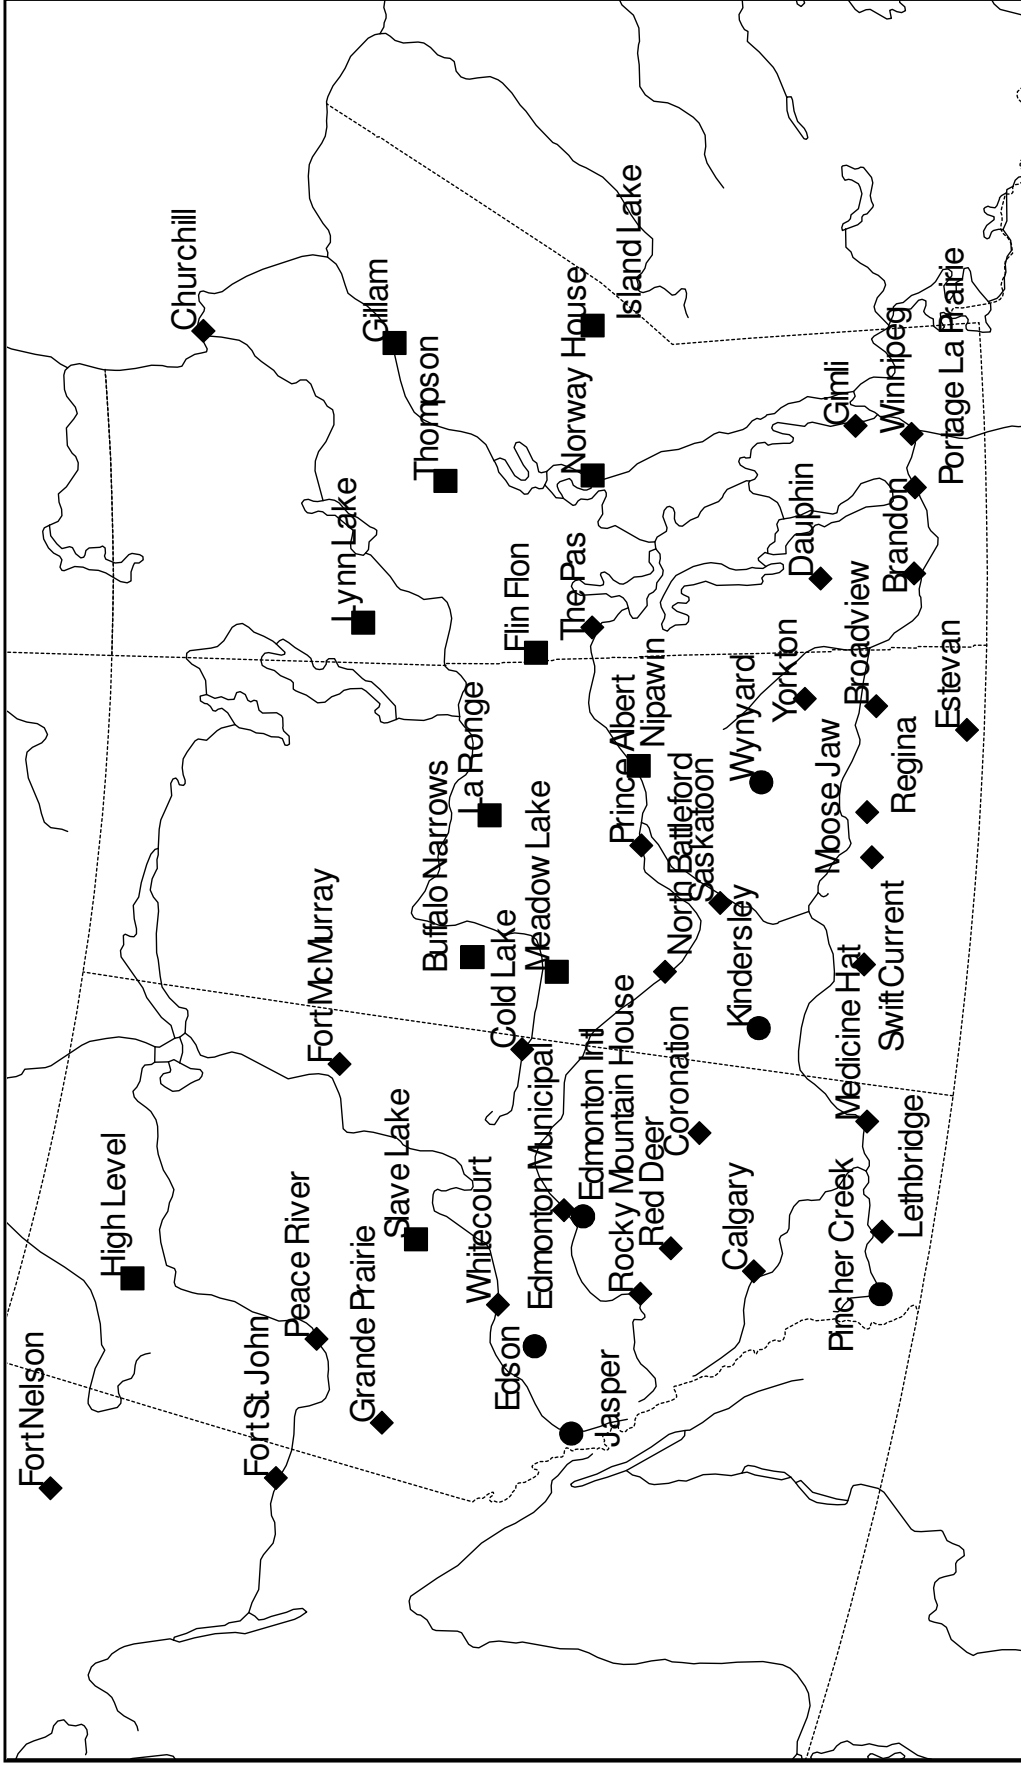 Fort Nelson
High Level
Churchill
Fort St. John
Peace River
Fort McMurray
Lynn Lake
Gillam
Grande Prairie
Slave Lake
Thompson
Buffalo Narrows
La Ronge
Whitecourt
Cold Lake
Flin Flon
Edson
Edmonton Municipal
Meadow Lake
The Pas
Norway House
Jasper
Edmonton Intl
Rocky Mountain House
Prince Albert
Island Lake
Red Deer
Nipawin
Coronation
North Battleford
Saskatoon
Calgary
Kindersley
Wynyard
Yorkton
Dauphin
Pincher Creek
Medicine Hat
Moose Jaw
Broadview
Gimli
Lethbridge
Swift Current
Regina
Brandon
Winnipeg
Estevan
Portage La Prairie